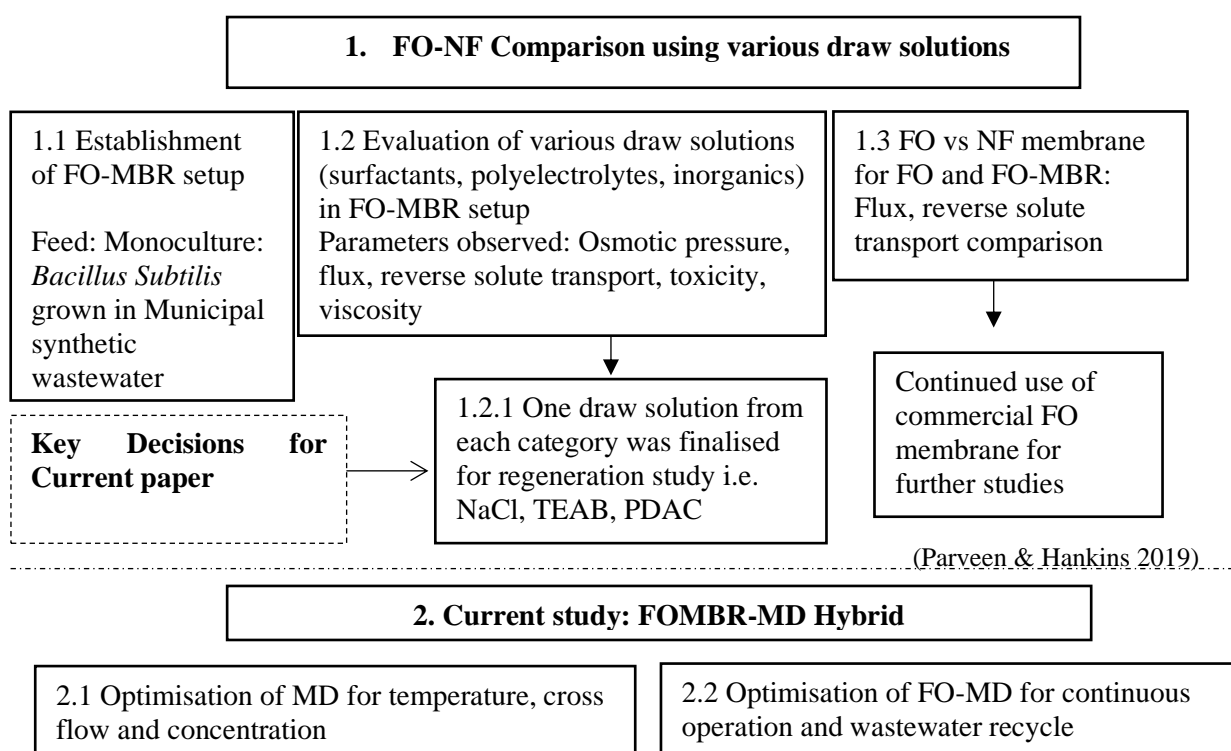 1. FO-NF Comparison using various draw solutions
1.1 Establishment
of FO-MBR setup
Feed: Monoculture:
Bacillus Subtilis
grown in Municipal
synthetic
wastewater
1.2 Evaluation of various draw solutions
(surfactants, polyelectrolytes, inorganics)
in FO-MBR setup
Parameters observed: Osmotic pressure,
flux, reverse solute transport, toxicity,
viscosity
1.3 FO vs NF membrane
for FO and FO-MBR:
Flux, reverse solute
transport comparison
Key Decisions for
Current paper
1.2.1 One draw solution from
each category was finalised
for regeneration study i.e.
NaCl, TEAB, PDAC
Continued use of
commercial FO
membrane for
further studies
(Parveen & Hankins 2019)
2. Current study: FOMBR-MD Hybrid
2.1 Optimisation of MD for temperature, cross
flow and concentration
2.2 Optimisation of FO-MD for continuous
operation and wastewater recycle